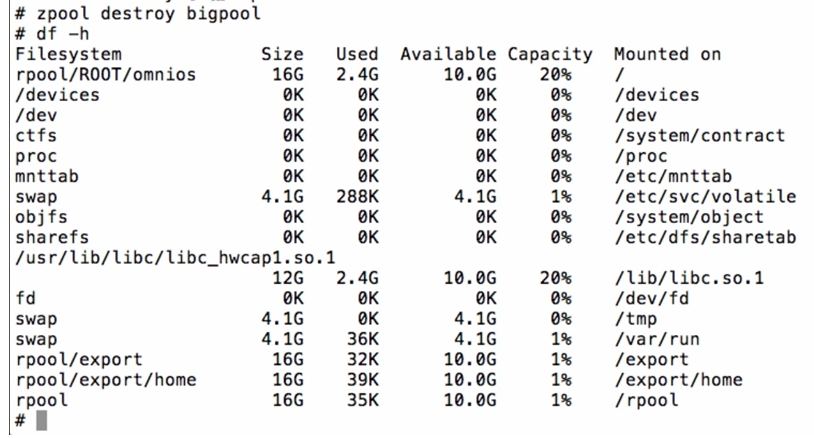 # zpool destroy bigpool
# df -h
Filesystem Size Used Available Capacity Mounted on
rpool/ROOT/omnios 16G 2.4G 10.0G 20% /
/devices 0K 0K 0K 0% /devices
/dev 0K 0K 0K 0% /dev
ctfs 0K 0K 0K 0% /system/contract
proc 0K 0K 0K 0% /proc
mnttab 0K 0K 0K 0% /etc/mnttab
swap 4.1G 288K 4.1G 1% /etc/svc/volatile
objfs 0K 0K 0K 0% /system/object
sharefs 0K 0K 0K 0% /etc/dfs/sharetab
/usr/lib/libc/libc_hwcap1.so.1
12G 2.4G 10.0G 20% /lib/libc.so.1
fd 0K 0K 0K 0% /dev/fd
swap 4.1G 0K 4.1G 0% /tmp
swap 4.1G 36K 4.1G 1% /var/run
rpool/export 16G 32K 10.0G 1% /export
rpool/export/home 16G 39K 10.0G 1% /export/home
rpool 16G 35K 10.0G 1% /rpool
#